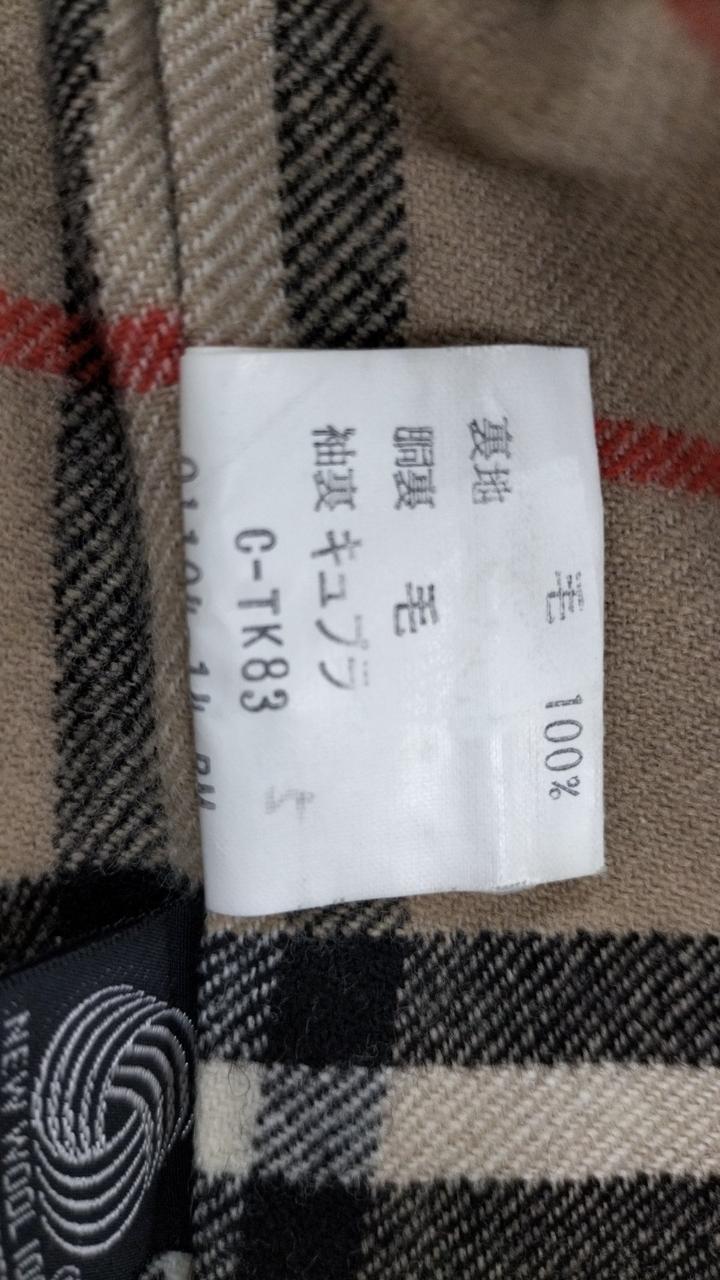 毛 100%
裏地
胴裏 毛
袖裏 キュプラ
C-TK83
NEW WOOL